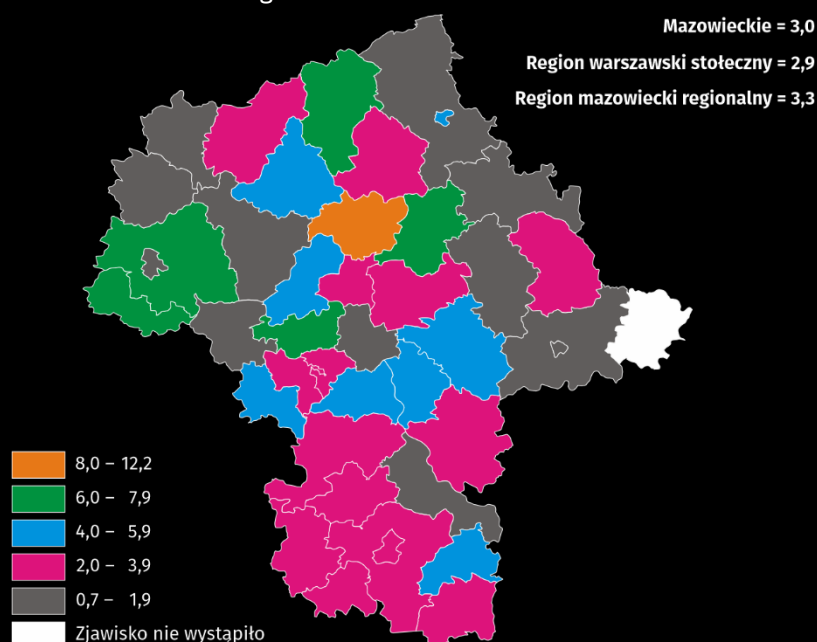 Mazowieckie = 3,0
Region warszawski stołeczny = 2,9
Region mazowiecki regionalny = 3,3
8,0 – 12,2
6,0 – 7,9
4,0 – 5,9
2,0 – 3,9
0,7 – 1,9
Zjawisko nie wystąpiło